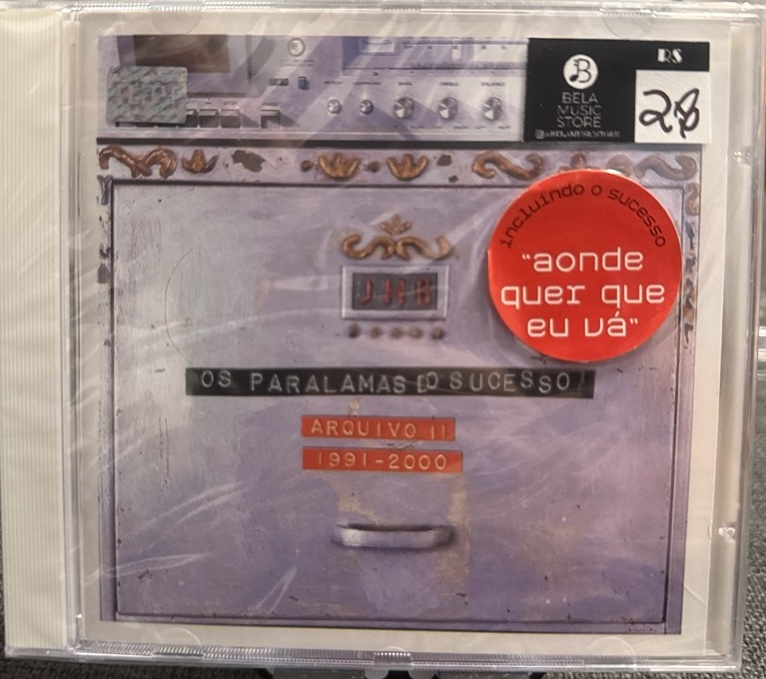 BELA
MUSIC
STORE
@BELAMUSICSTORE
R$
28
incluindo o sucesso
"aonde
quer que
eu vá"
OS PARALAMAS DO SUCESSO
ARQUIVO II
1991-2000